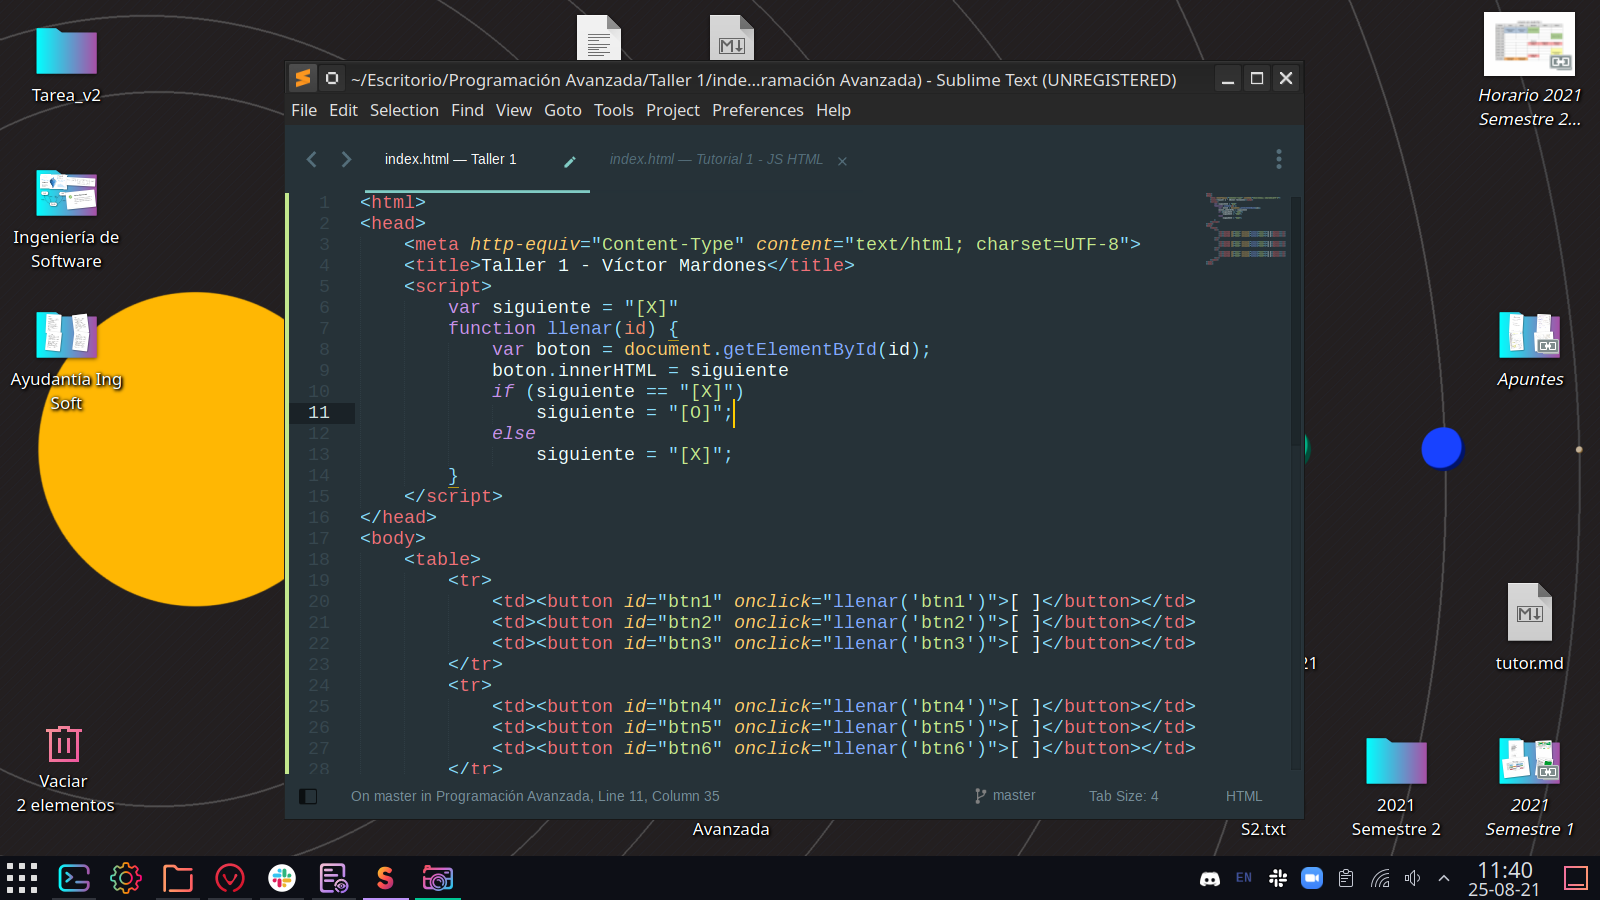 Tarea_v2
Ingeniería de
Software
Ayudantía Ing
Soft
Vaciar
2 elementos
~/Escritorio/Programación Avanzada/Taller 1/inde...ramación Avanzada) - Sublime Text (UNREGISTERED)
File Edit Selection Find View Goto Tools Project Preferences Help
index.html — Taller 1
index.html — Tutorial 1 - JS HTML
1 <html>
2 <head>
3 <meta http-equiv="Content-Type" content="text/html; charset=UTF-8">
4 <title>Taller 1 - Víctor Mardones</title>
5 <script>
6 var siguiente = "[X]"
7 function llenar(id) {
8 var boton = document.getElementById(id);
9 boton.innerHTML = siguiente
10 if (siguiente == "[X]")
11 siguiente = "[O]";
12 else
13 siguiente = "[X]";
14 }
15 </script>
16 </head>
17 <body>
18 <table>
19 <tr>
20 <td><button id="btn1" onclick="llenar('btn1')">[ ]</button></td>
21 <td><button id="btn2" onclick="llenar('btn2')">[ ]</button></td>
22 <td><button id="btn3" onclick="llenar('btn3')">[ ]</button></td>
23 </tr>
24 <tr>
25 <td><button id="btn4" onclick="llenar('btn4')">[ ]</button></td>
26 <td><button id="btn5" onclick="llenar('btn5')">[ ]</button></td>
27 <td><button id="btn6" onclick="llenar('btn6')">[ ]</button></td>
28 </tr>
On master in Programación Avanzada, Line 11, Column 35
master
Tab Size: 4
HTML
Avanzada
S2.txt
21
Horario 2021
Semestre 2...
Apuntes
tutor.md
2021
Semestre 2
2021
Semestre 1
EN
11:40
25-08-21